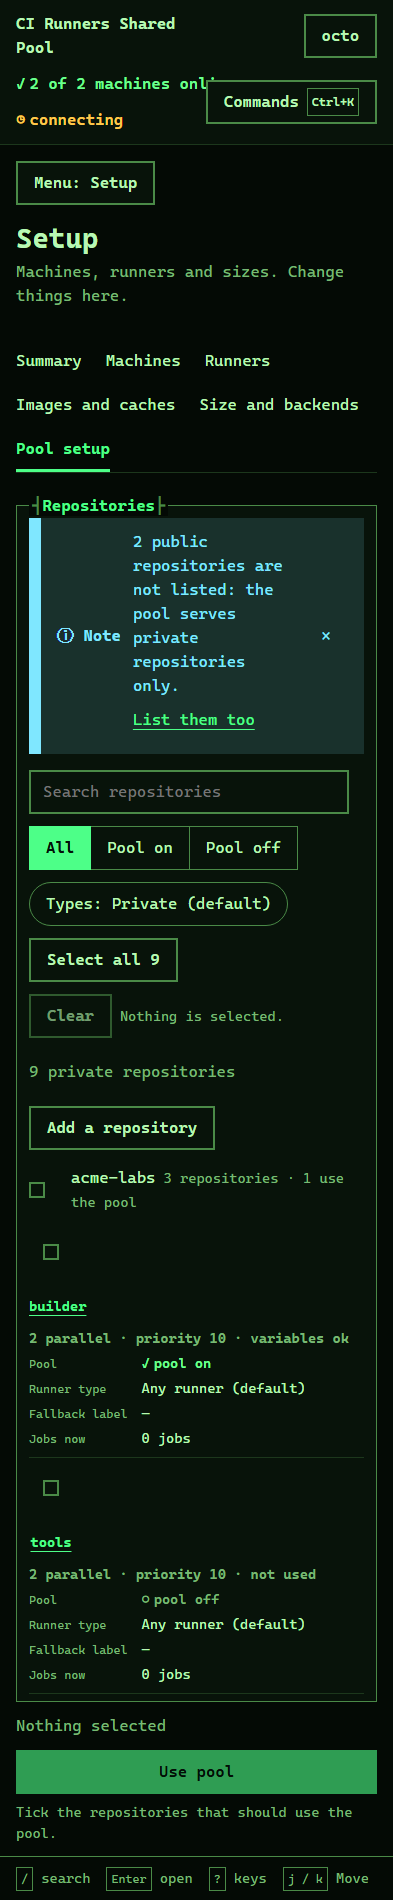 CI Runners Shared
Pool
octo
✓ 2 of 2 machines
Commands Ctrl+K
connecting
Menu: Setup
Setup
Machines, runners and sizes. Change
things here.
Summary Machines Runners
Images and caches Size and backends
Pool setup
Repositories
2 public
repositories are
not listed: the
pool serves
ⓘ Note private ×
repositories
only.
List them too
Search repositories
All Pool on Pool off
Types: Private (default)
Select all 9
Clear Nothing is selected.
9 private repositories
Add a repository
acme-labs 3 repositories · 1 use
the pool
builder
2 parallel · priority 10 · variables ok
Pool ✓ pool on
Runner type Any runner (default)
Fallback label —
Jobs now 0 jobs
tools
2 parallel · priority 10 · not used
Pool ○ pool off
Runner type Any runner (default)
Fallback label —
Jobs now 0 jobs
Nothing selected
Use pool
Tick the repositories that should use the
pool.
/ search Enter open ? keys j / k Move